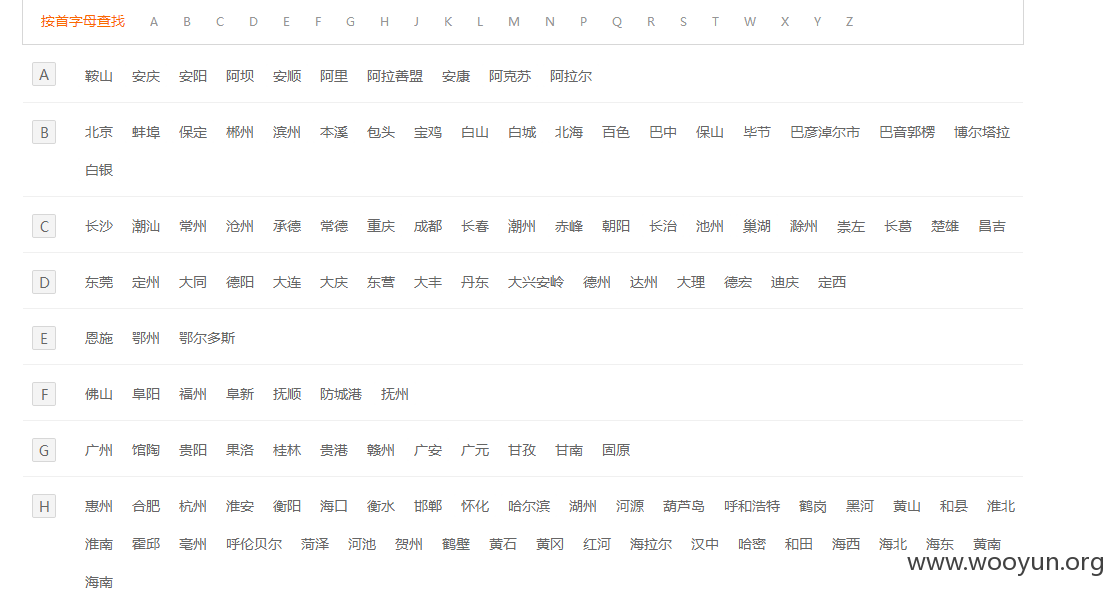 按首字母查找 A B C D E F G H J K L M N P Q R S T W X Y Z
A 鞍山 安庆 安阳 阿坝 安顺 阿里 阿拉善盟 安康 阿克苏 阿拉尔
B 北京 蚌埠 保定 郴州 滨州 本溪 包头 宝鸡 白山 白城 北海 百色 巴中 保山 毕节 巴彦淖尔市 巴音郭楞 博尔塔拉
白银
C 长沙 潮汕 常州 沧州 承德 常德 重庆 成都 长春 潮州 赤峰 朝阳 长治 池州 巢湖 滁州 崇左 长葛 楚雄 昌吉
D 东莞 定州 大同 德阳 大连 大庆 东营 大丰 丹东 大兴安岭 德州 达州 大理 德宏 迪庆 定西
E 恩施 鄂州 鄂尔多斯
F 佛山 阜阳 福州 阜新 抚顺 防城港 抚州
G 广州 馆陶 贵阳 果洛 桂林 贵港 赣州 广安 广元 甘孜 甘南 固原
H 惠州 合肥 杭州 淮安 衡阳 海口 衡水 邯郸 怀化 哈尔滨 湖州 河源 葫芦岛 呼和浩特 鹤岗 黑河 黄山 和县 淮北
淮南 霍邱 亳州 呼伦贝尔 菏泽 河池 贺州 鹤壁 黄石 黄冈 红河 海拉尔 汉中 哈密 和田 海西 海北 海东 黄南
www.wooyun.org
海南